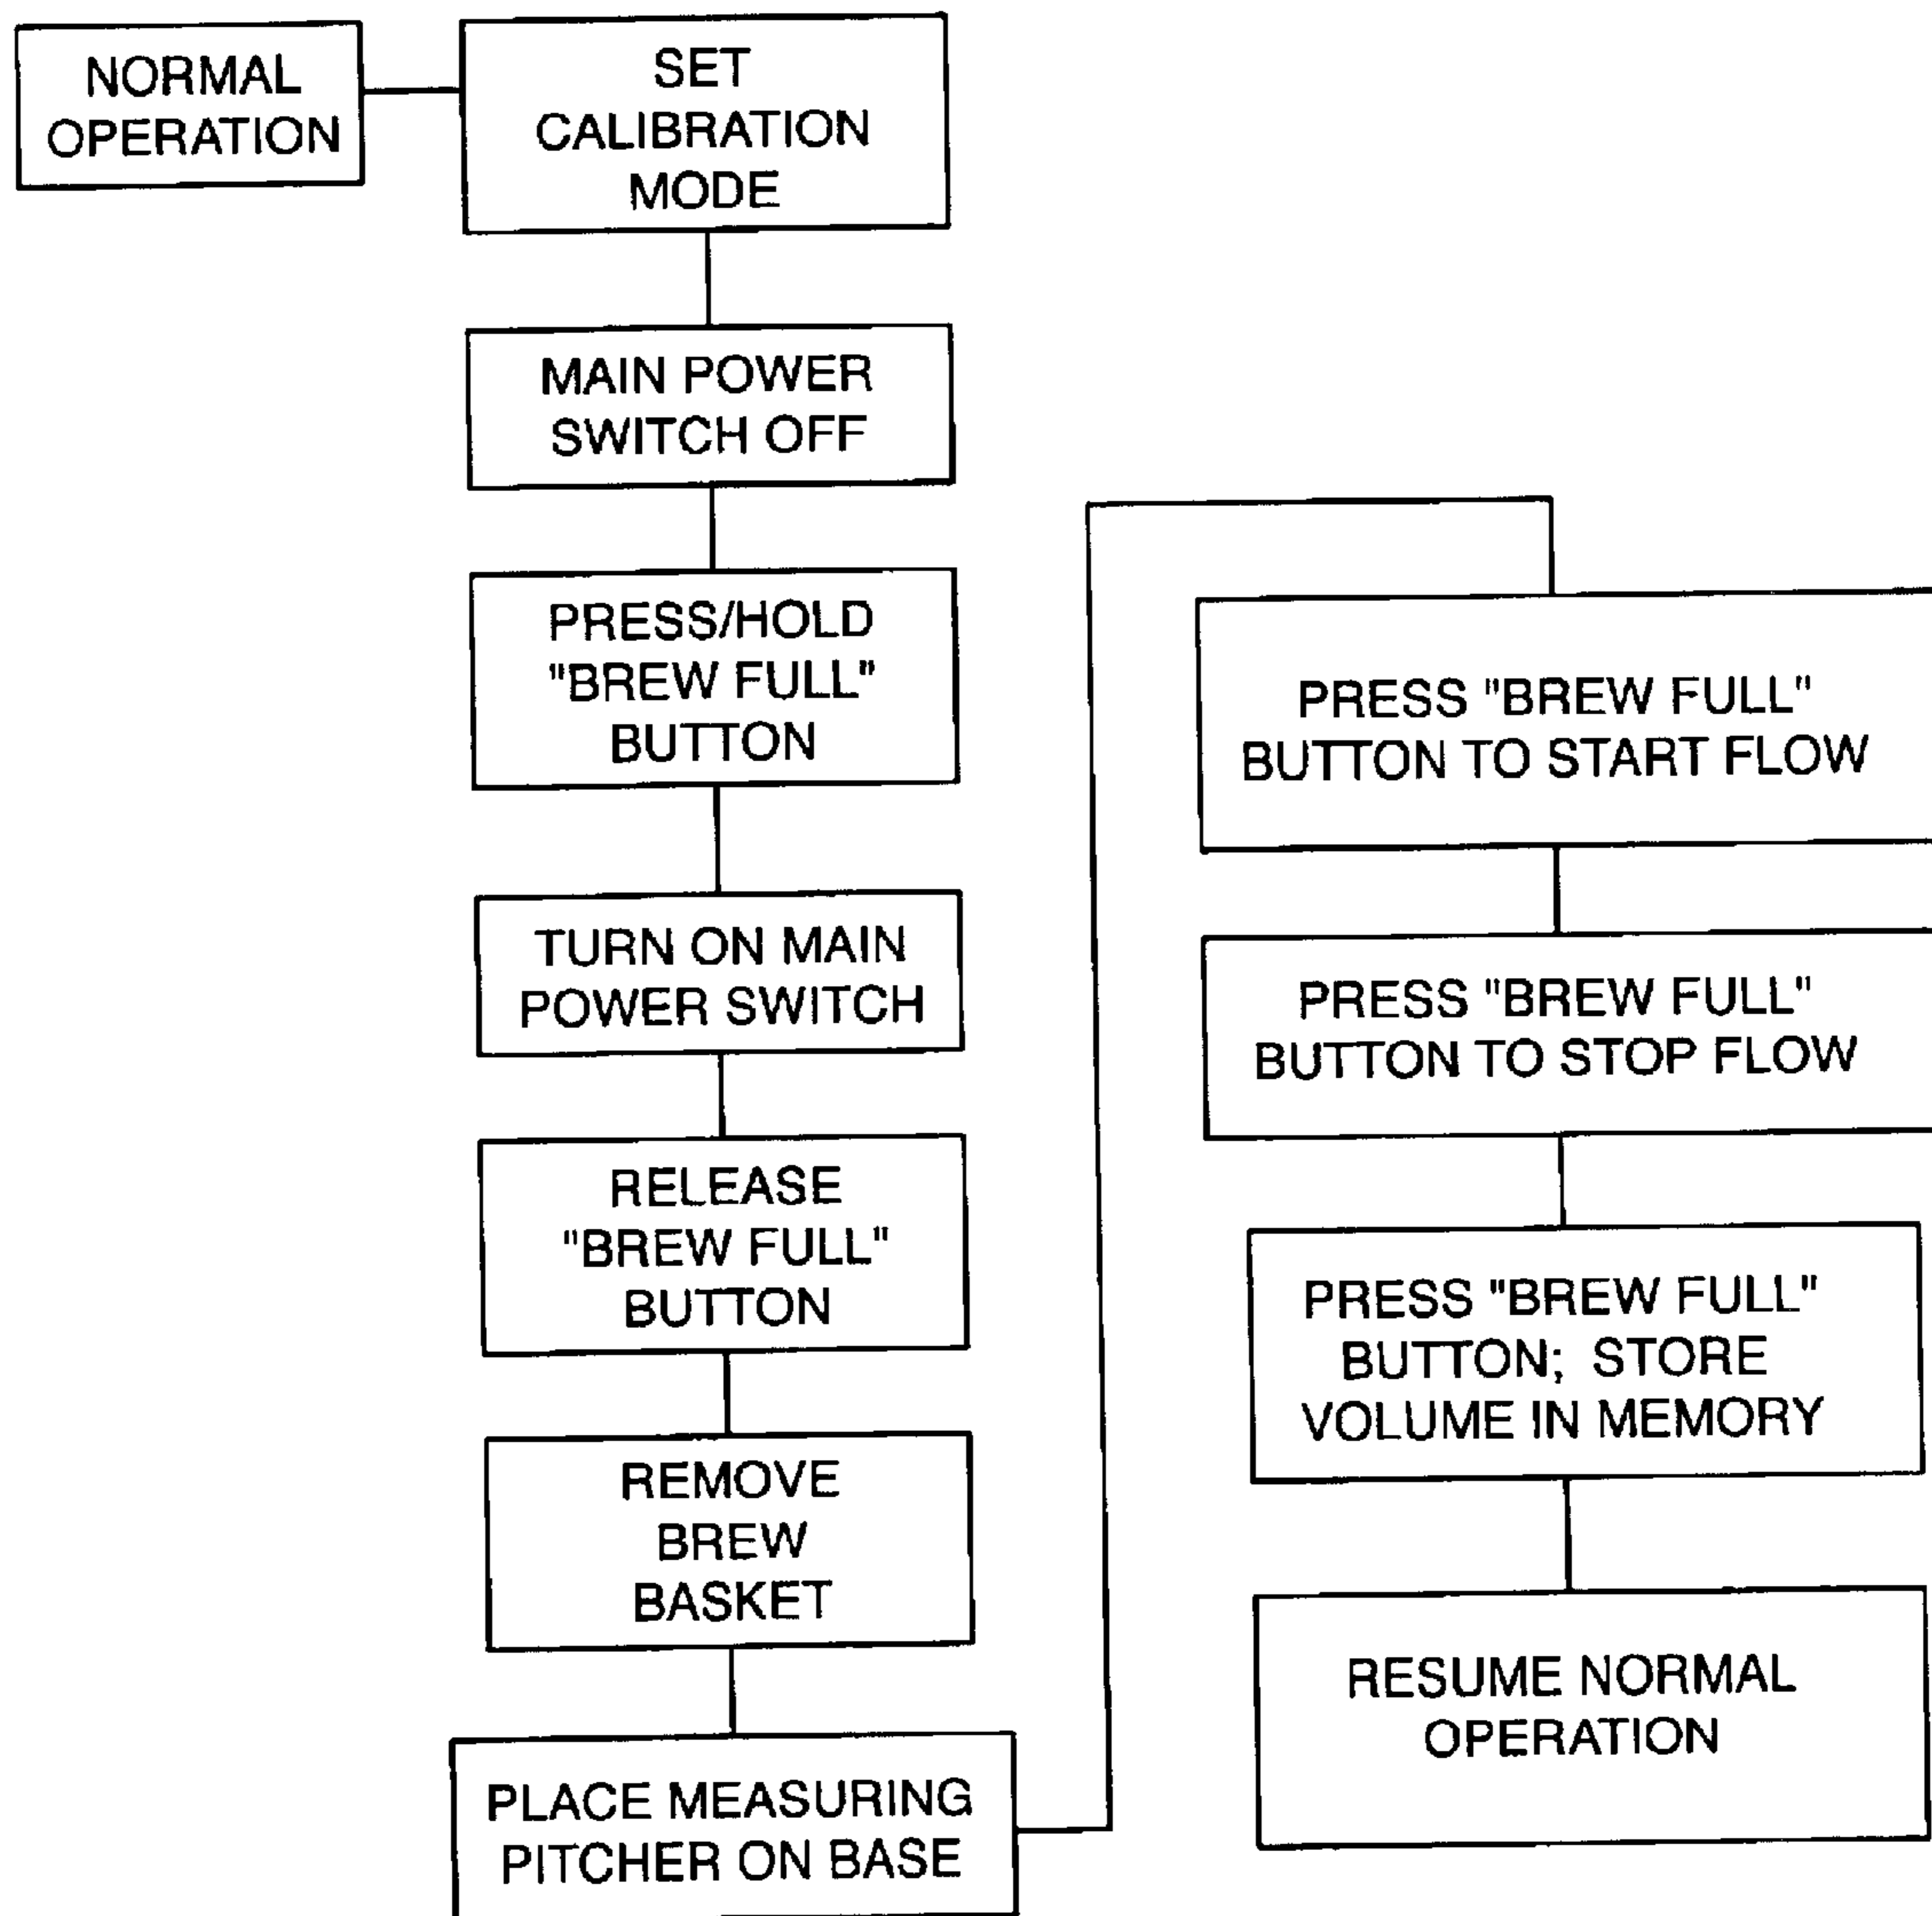 NORMAL
OPERATION
SET
CALIBRATION
MODE
MAIN POWER
SWITCH OFF
PRESS/HOLD
"BREW FULL"
BUTTON
TURN ON MAIN
POWER SWITCH
RELEASE
"BREW FULL"
BUTTON
REMOVE
BREW
BASKET
PLACE MEASURING
PITCHER ON BASE
PRESS "BREW FULL"
BUTTON TO START FLOW
PRESS "BREW FULL"
BUTTON TO STOP FLOW
PRESS "BREW FULL"
BUTTON; STORE
VOLUME IN MEMORY
RESUME NORMAL
OPERATION